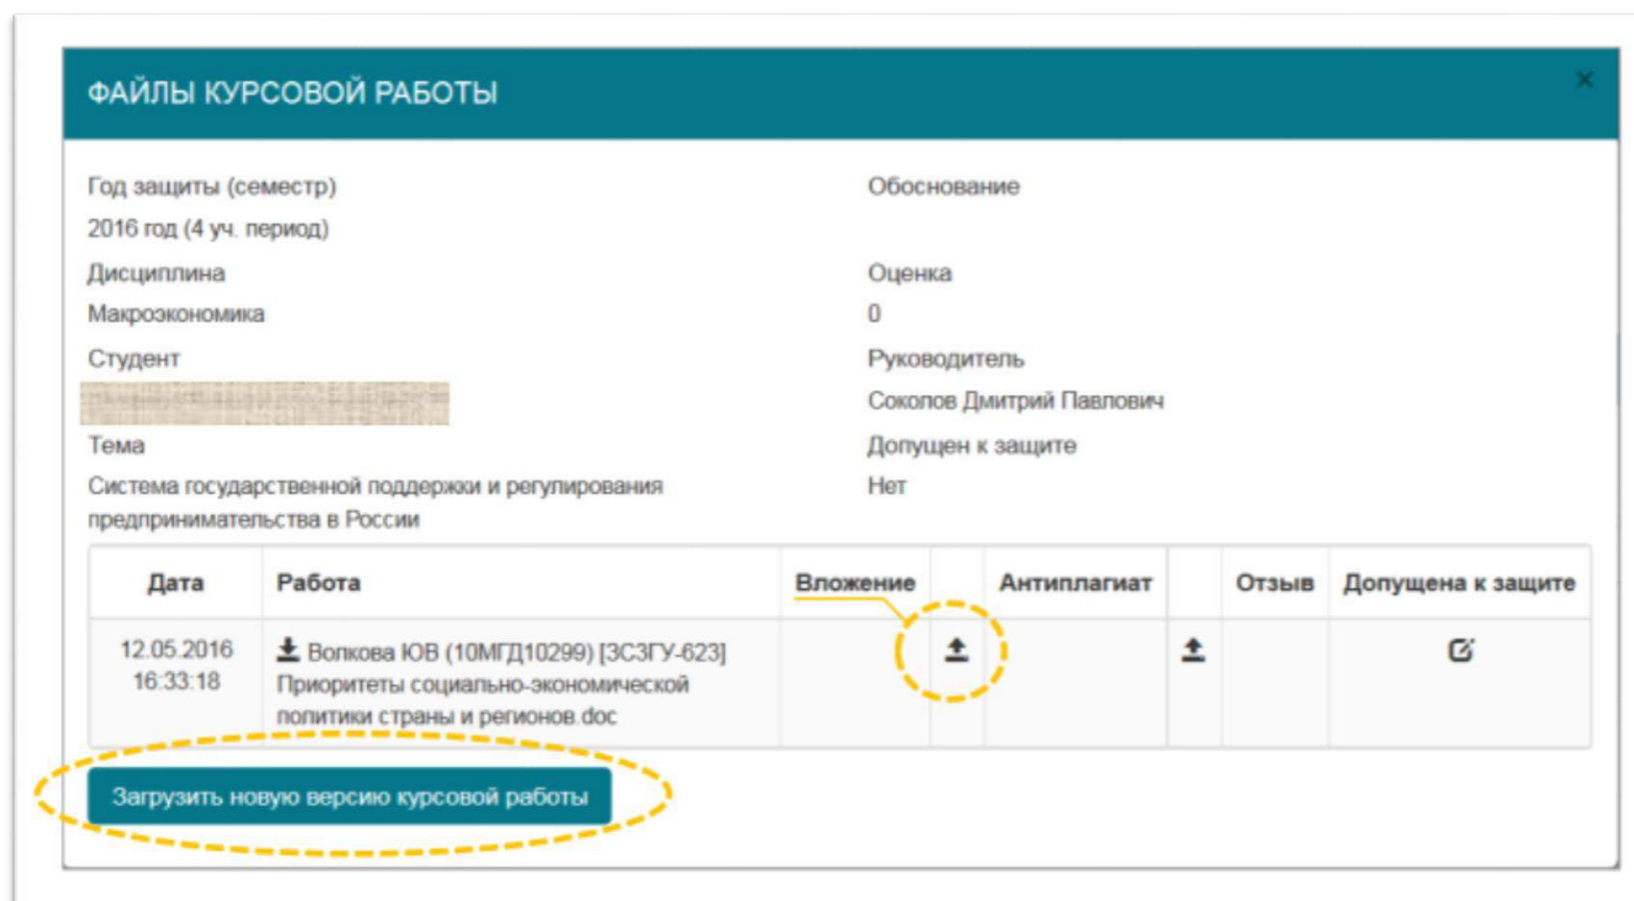 ФАЙЛЫ КУРСОВОЙ РАБОТЫ
×
Год защиты (семестр)
2016 год (4 уч. период)
Обоснование
Дисциплина
Макроэкономика
Оценка
0
Студент
Руководитель
Соколов Дмитрий Павлович
Тема
Система государственной поддержки и регулирования
предпринимательства в России
Допущен к защите
Нет
Дата Работа Вложение Антиплагиат Отзыв Допущена к защите
12.05.2016
16:33:18
Волкова ЮВ (10МГД10299) [ЗСЗГУ-623]
Приоритеты социально-экономической
политики страны и регионов.doc
Загрузить новую версию курсовой работы